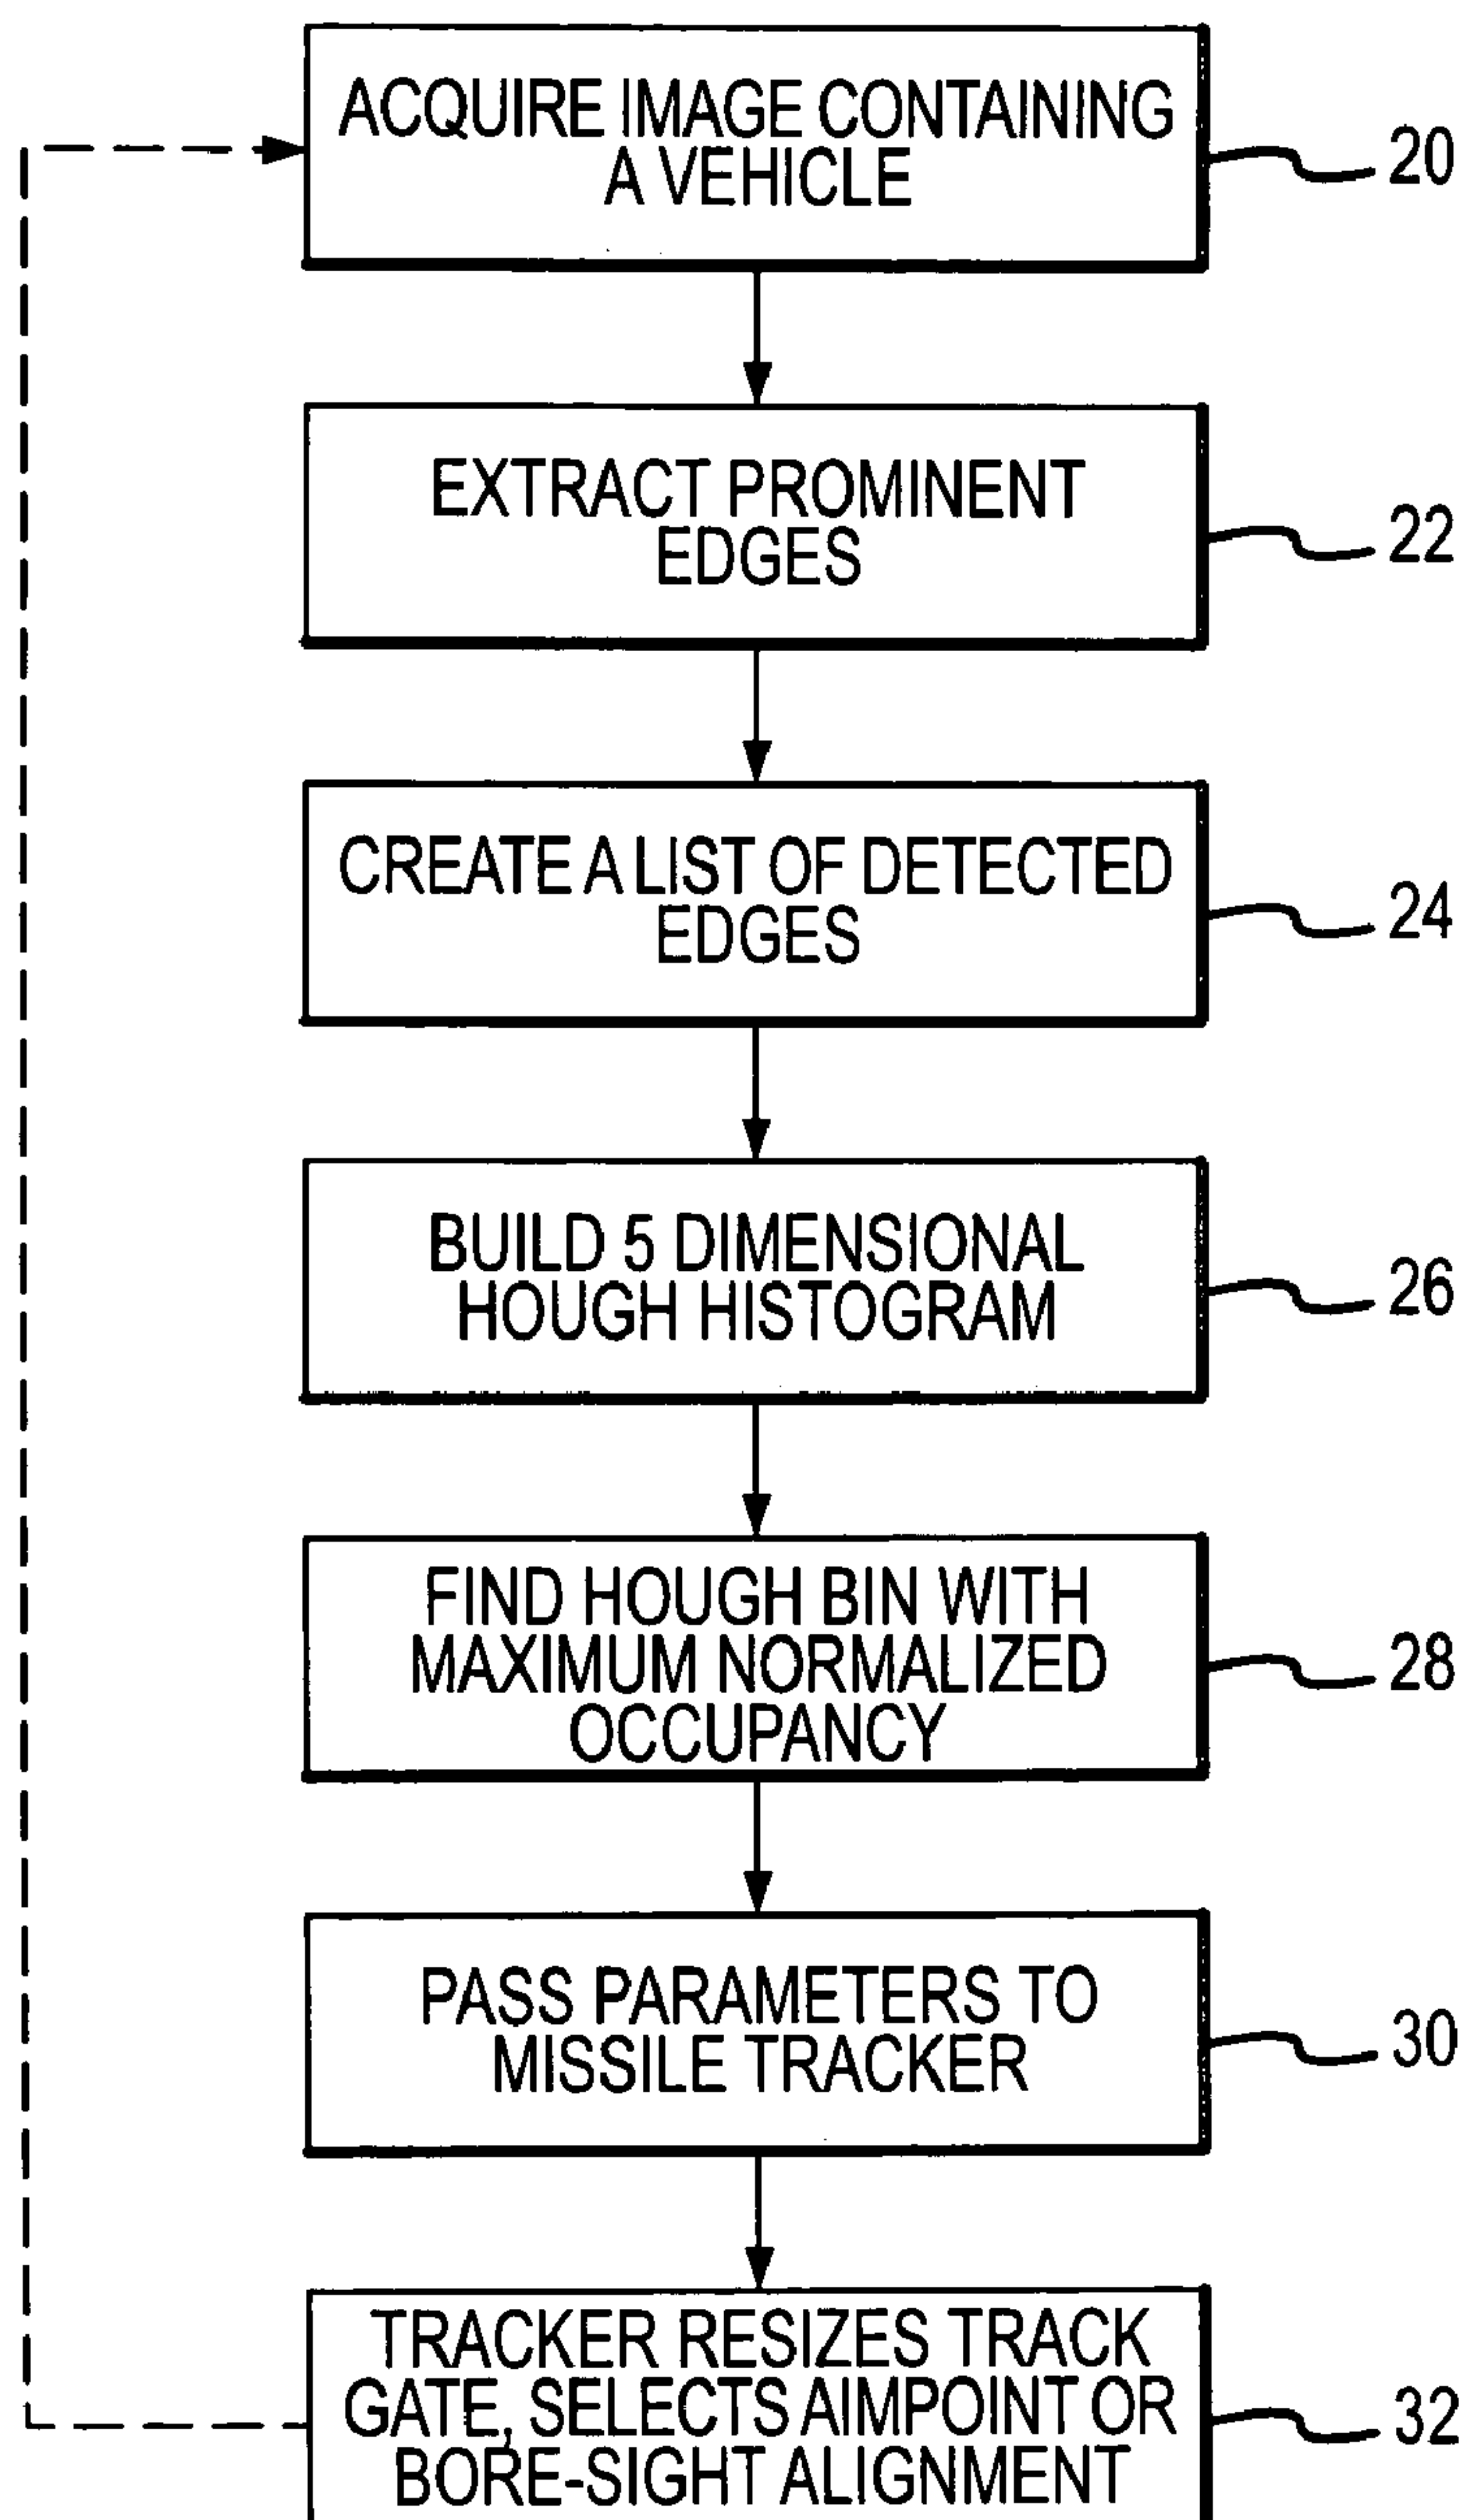 ACQUIRE IMAGE CONTAINING
A VEHICLE
20
EXTRACT PROMINENT
EDGES
22
CREATE A LIST OF DETECTED
EDGES
24
BUILD 5 DIMENSIONAL
HOUGH HISTOGRAM
26
FIND HOUGH BIN WITH
MAXIMUM NORMALIZED
OCCUPANCY
28
PASS PARAMETERS TO
MISSILE TRACKER
30
TRACKER RESIZES TRACK
GATE, SELECTS AIMPOINT OR
BORE-SIGHT ALIGNMENT
32